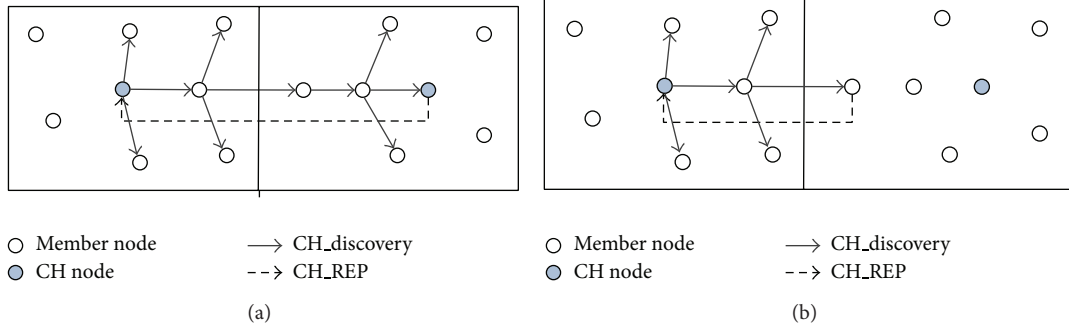 Member node
CH_discovery
CH node
CH_REP
(a)
Member node
CH_discovery
CH node
CH_REP
(b)